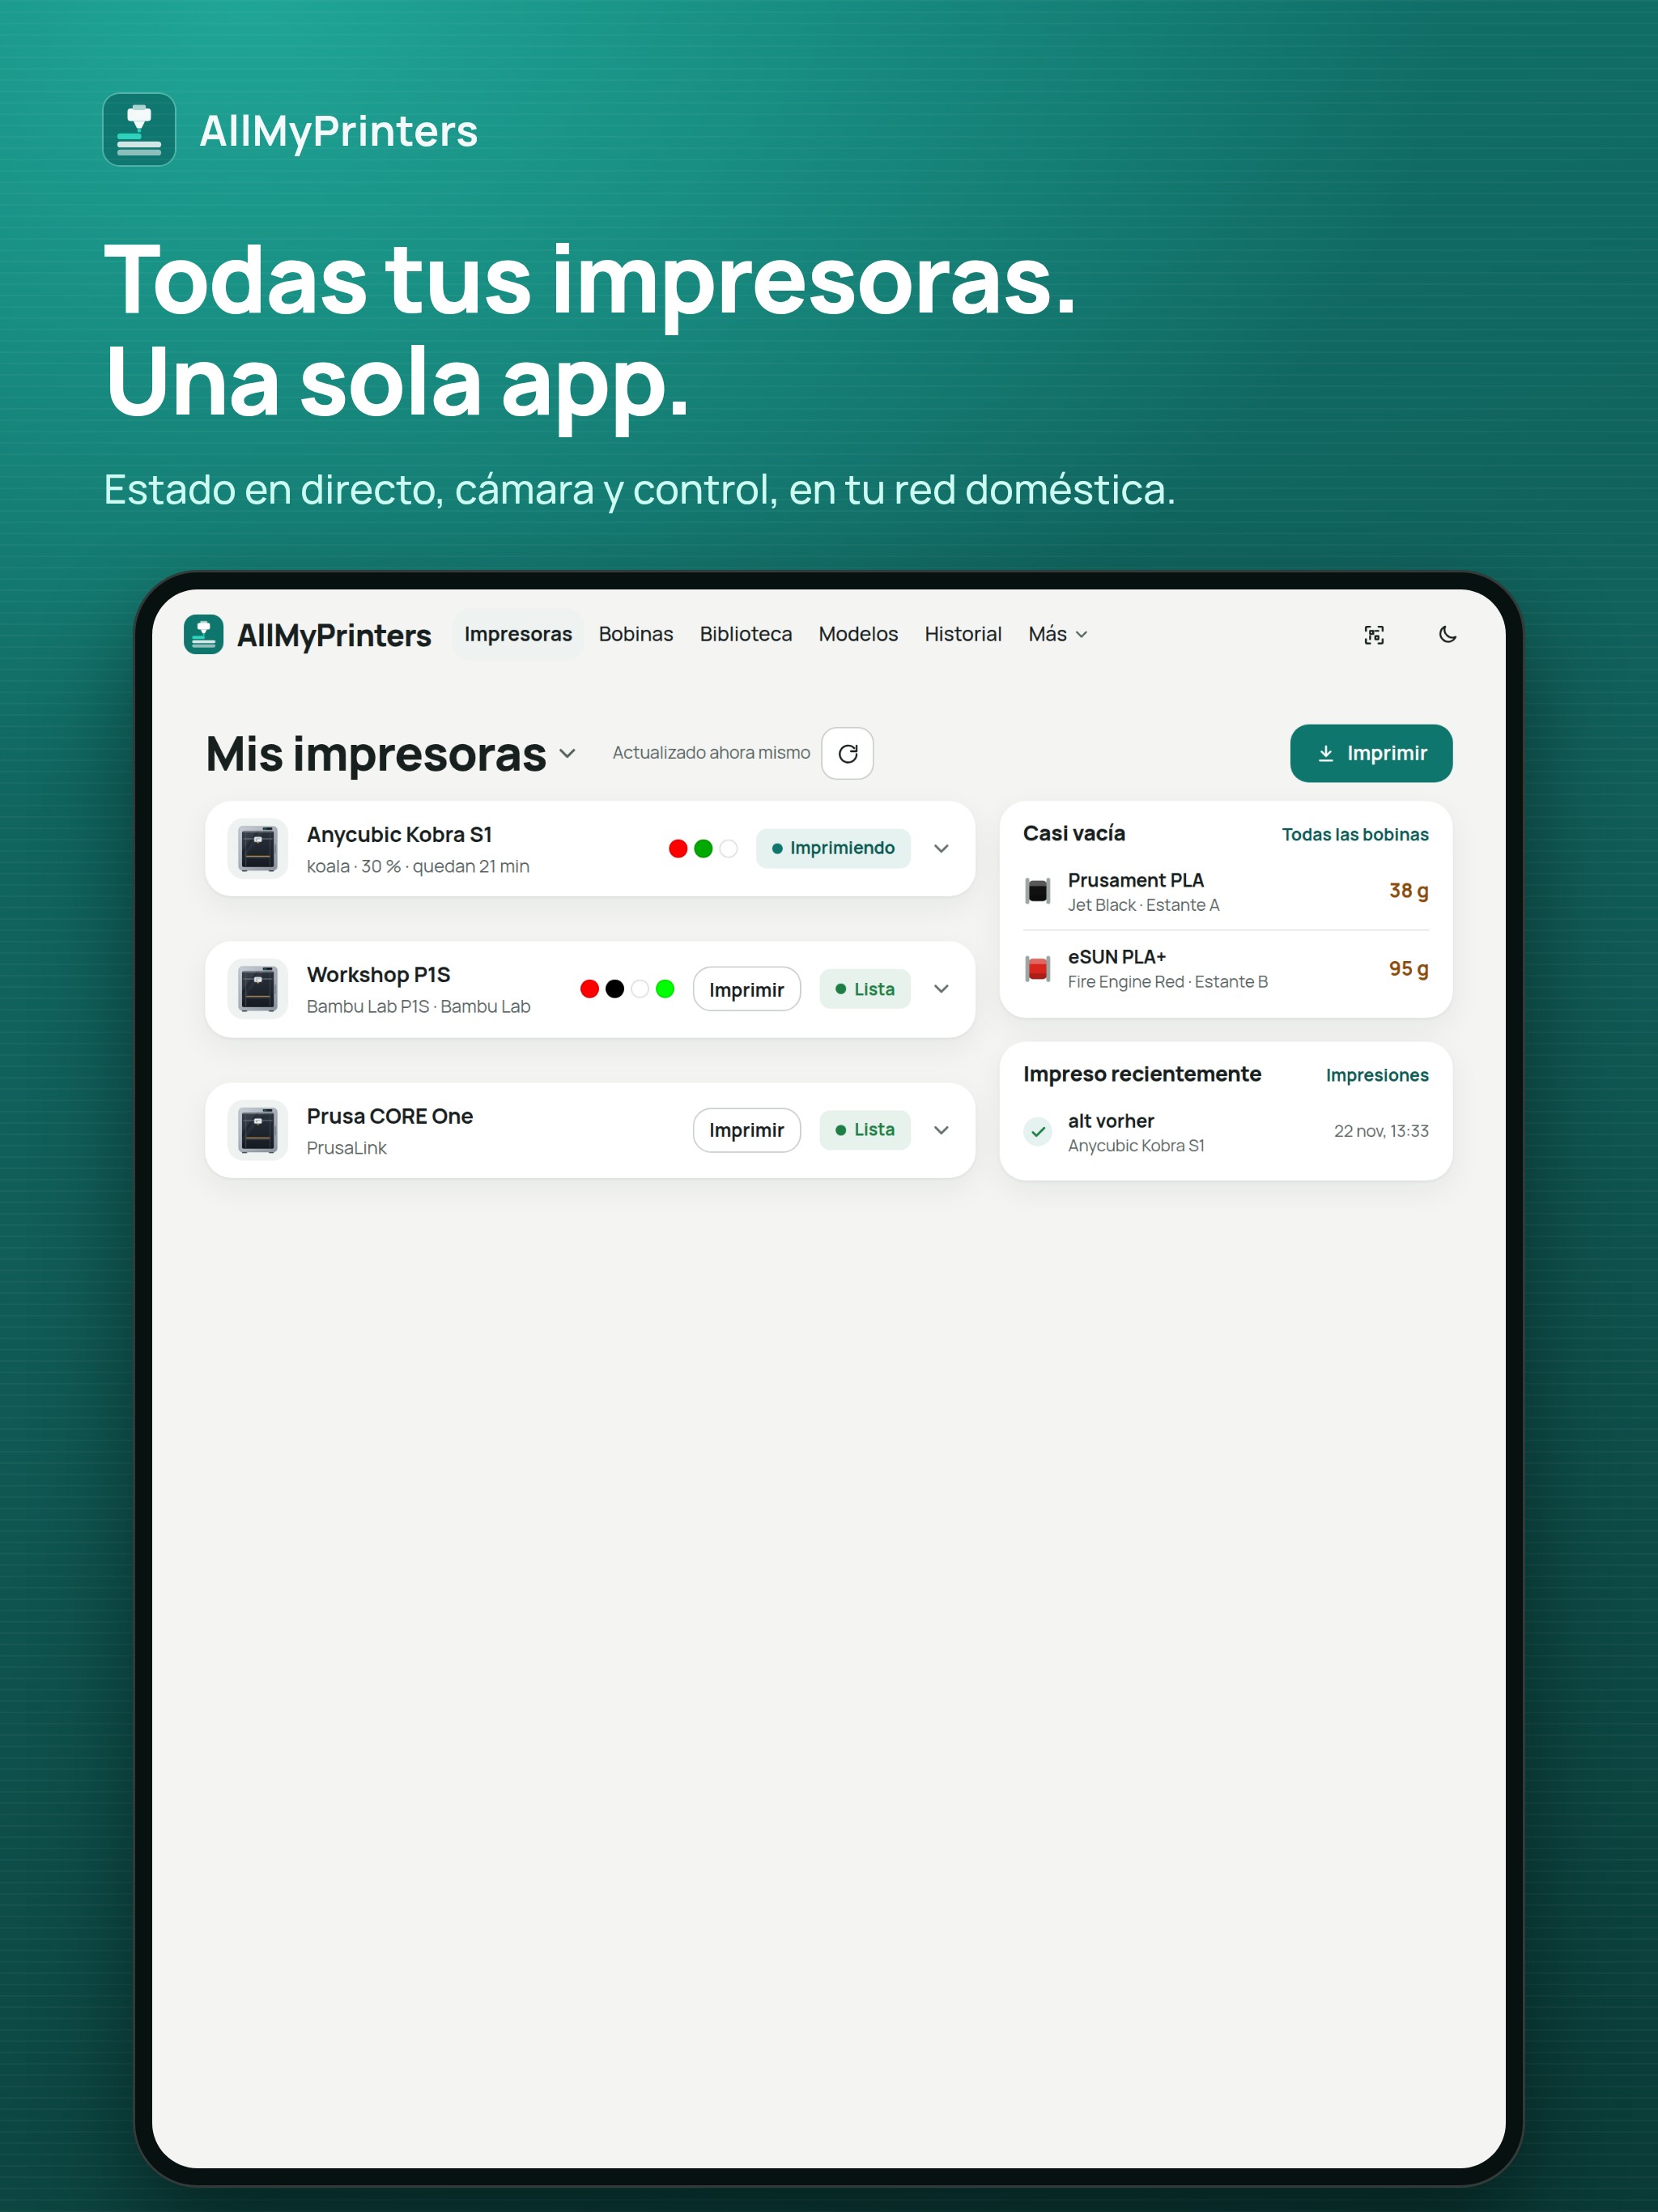 AllMyPrinters
Todas tus impresoras.
Una sola app.
Estado en directo, cámara y control, en tu red doméstica.
AllMyPrinters Impresoras Bobinas Biblioteca Modelos Historial Más
Mis impresoras Actualizado ahora mismo Imprimir
Anycubic Kobra S1
koala · 30 % · quedan 21 min
Imprimiendo
Workshop P1S
Bambu Lab P1S · Bambu Lab
Imprimir Lista
Prusa CORE One
PrusaLink
Imprimir Lista
Casi vacía Todas las bobinas
Prusament PLA
Jet Black · Estante A
38 g
eSUN PLA+
Fire Engine Red · Estante B
95 g
Impreso recientemente Impresiones
alt vorher
Anycubic Kobra S1
22 nov, 13:33